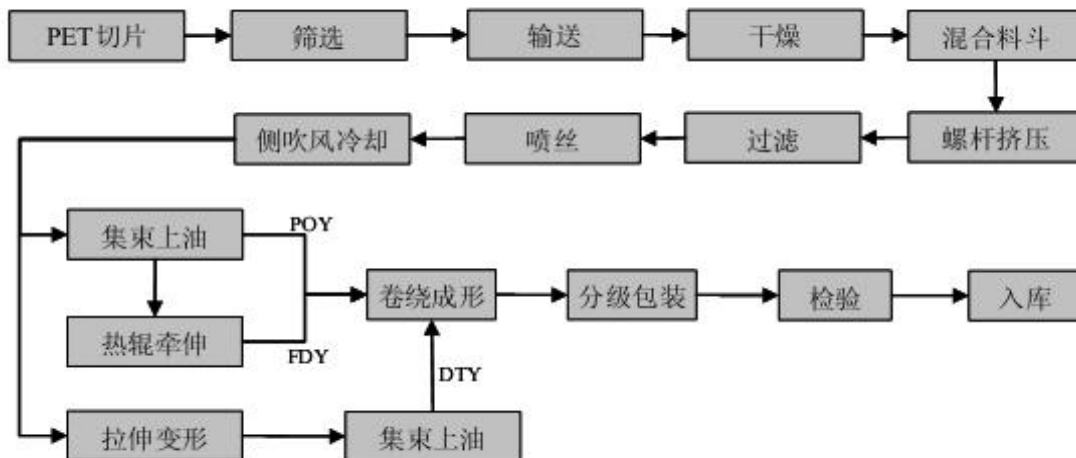 PET切片
筛选
输送
干燥
混合料斗
侧吹风冷却
喷丝
过滤
螺杆挤压
集束上油
POY
热辊牵伸
FDY
卷绕成形
分级包装
检验
入库
DTY
拉伸变形
集束上油